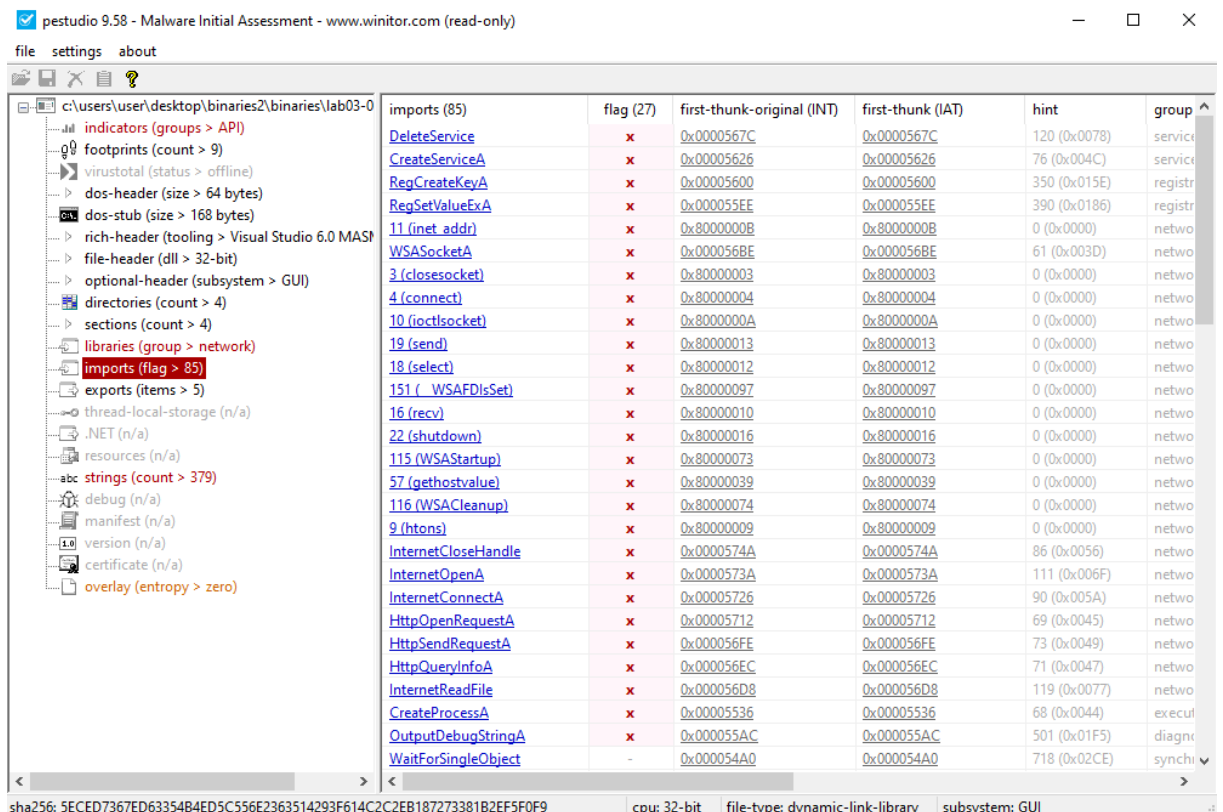 pestudio 9.58 - Malware Initial Assessment - www.winitor.com (read-only)
file settings about
c:\users\user\desktop\binaries2\binaries\lab03-0
indicators (groups > API)
footprints (count > 9)
virustotal (status > offline)
dos-header (size > 64 bytes)
dos-stub (size > 168 bytes)
rich-header (tooling > Visual Studio 6.0 MASM
file-header (dll > 32-bit)
optional-header (subsystem > GUI)
directories (count > 4)
sections (count > 4)
libraries (group > network)
imports (flag > 85)
exports (items > 5)
thread-local-storage (n/a)
.NET (n/a)
resources (n/a)
abc strings (count > 379)
debug (n/a)
manifest (n/a)
1.0 version (n/a)
certificate (n/a)
overlay (entropy > zero)
imports (85) flag (27) first-thunk-original (INT) first-thunk (IAT) hint group
DeleteService x 0x0000567C 0x0000567C 120 (0x0078) service
CreateServiceA x 0x00005626 0x00005626 76 (0x004C) service
RegCreateKeyA x 0x00005600 0x00005600 350 (0x015E) registr
RegSetValueExA x 0x000055EE 0x000055EE 390 (0x0186) registr
11 (inet_addr) x 0x8000000B 0x8000000B 0 (0x0000) netwo
WSASocketA x 0x000056BE 0x000056BE 61 (0x003D) netwo
3 (closesocket) x 0x80000003 0x80000003 0 (0x0000) netwo
4 (connect) x 0x80000004 0x80000004 0 (0x0000) netwo
10 (ioctlsocket) x 0x8000000A 0x8000000A 0 (0x0000) netwo
19 (send) x 0x80000013 0x80000013 0 (0x0000) netwo
18 (select) x 0x80000012 0x80000012 0 (0x0000) netwo
151 (__WSAFDIsSet) x 0x80000097 0x80000097 0 (0x0000) netwo
16 (recv) x 0x80000010 0x80000010 0 (0x0000) netwo
22 (shutdown) x 0x80000016 0x80000016 0 (0x0000) netwo
115 (WSAStartup) x 0x80000073 0x80000073 0 (0x0000) netwo
57 (gethostvalue) x 0x80000039 0x80000039 0 (0x0000) netwo
116 (WSACleanup) x 0x80000074 0x80000074 0 (0x0000) netwo
9 (htons) x 0x80000009 0x80000009 0 (0x0000) netwo
InternetCloseHandle x 0x0000574A 0x0000574A 86 (0x0056) netwo
InternetOpenA x 0x0000573A 0x0000573A 111 (0x006F) netwo
InternetConnectA x 0x00005726 0x00005726 90 (0x005A) netwo
HttpOpenRequestA x 0x00005712 0x00005712 69 (0x0045) netwo
HttpSendRequestA x 0x000056FE 0x000056FE 73 (0x0049) netwo
HttpQueryInfoA x 0x000056EC 0x000056EC 71 (0x0047) netwo
InternetReadFile x 0x000056D8 0x000056D8 119 (0x0077) netwo
CreateProcessA x 0x00005536 0x00005536 68 (0x0044) execut
OutputDebugStringA x 0x000055AC 0x000055AC 501 (0x01F5) diagno
WaitForSingleObject - 0x000054A0 0x000054A0 718 (0x02CE) synchr
sha256: 5ECED7367ED63354B4ED5C556E2363514293F614C2C2EB187273381B2EF5F0F9 cpu: 32-bit file-type: dynamic-link-library subsystem: GUI